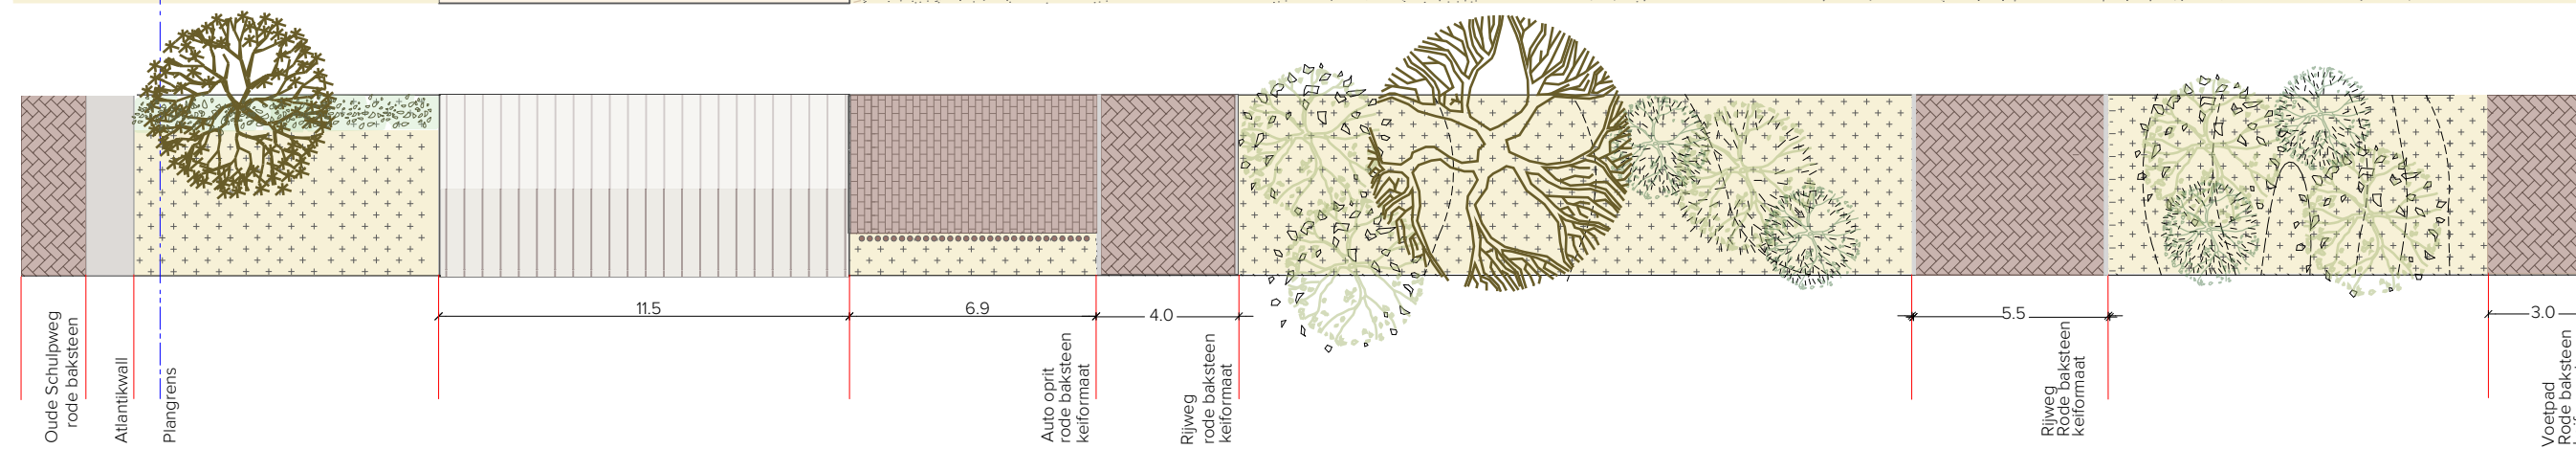 11.5
6.9
4.0
5.5
3.0
Oude Schulpweg
rode baksteen
Atlantikwall
Plangrens
Auto oprit
rode baksteen
keiformaat
Rijweg
rode baksteen
keiformaat
Rijweg
Rode baksteen
keiformaat
Voetpad
Rode baksteen